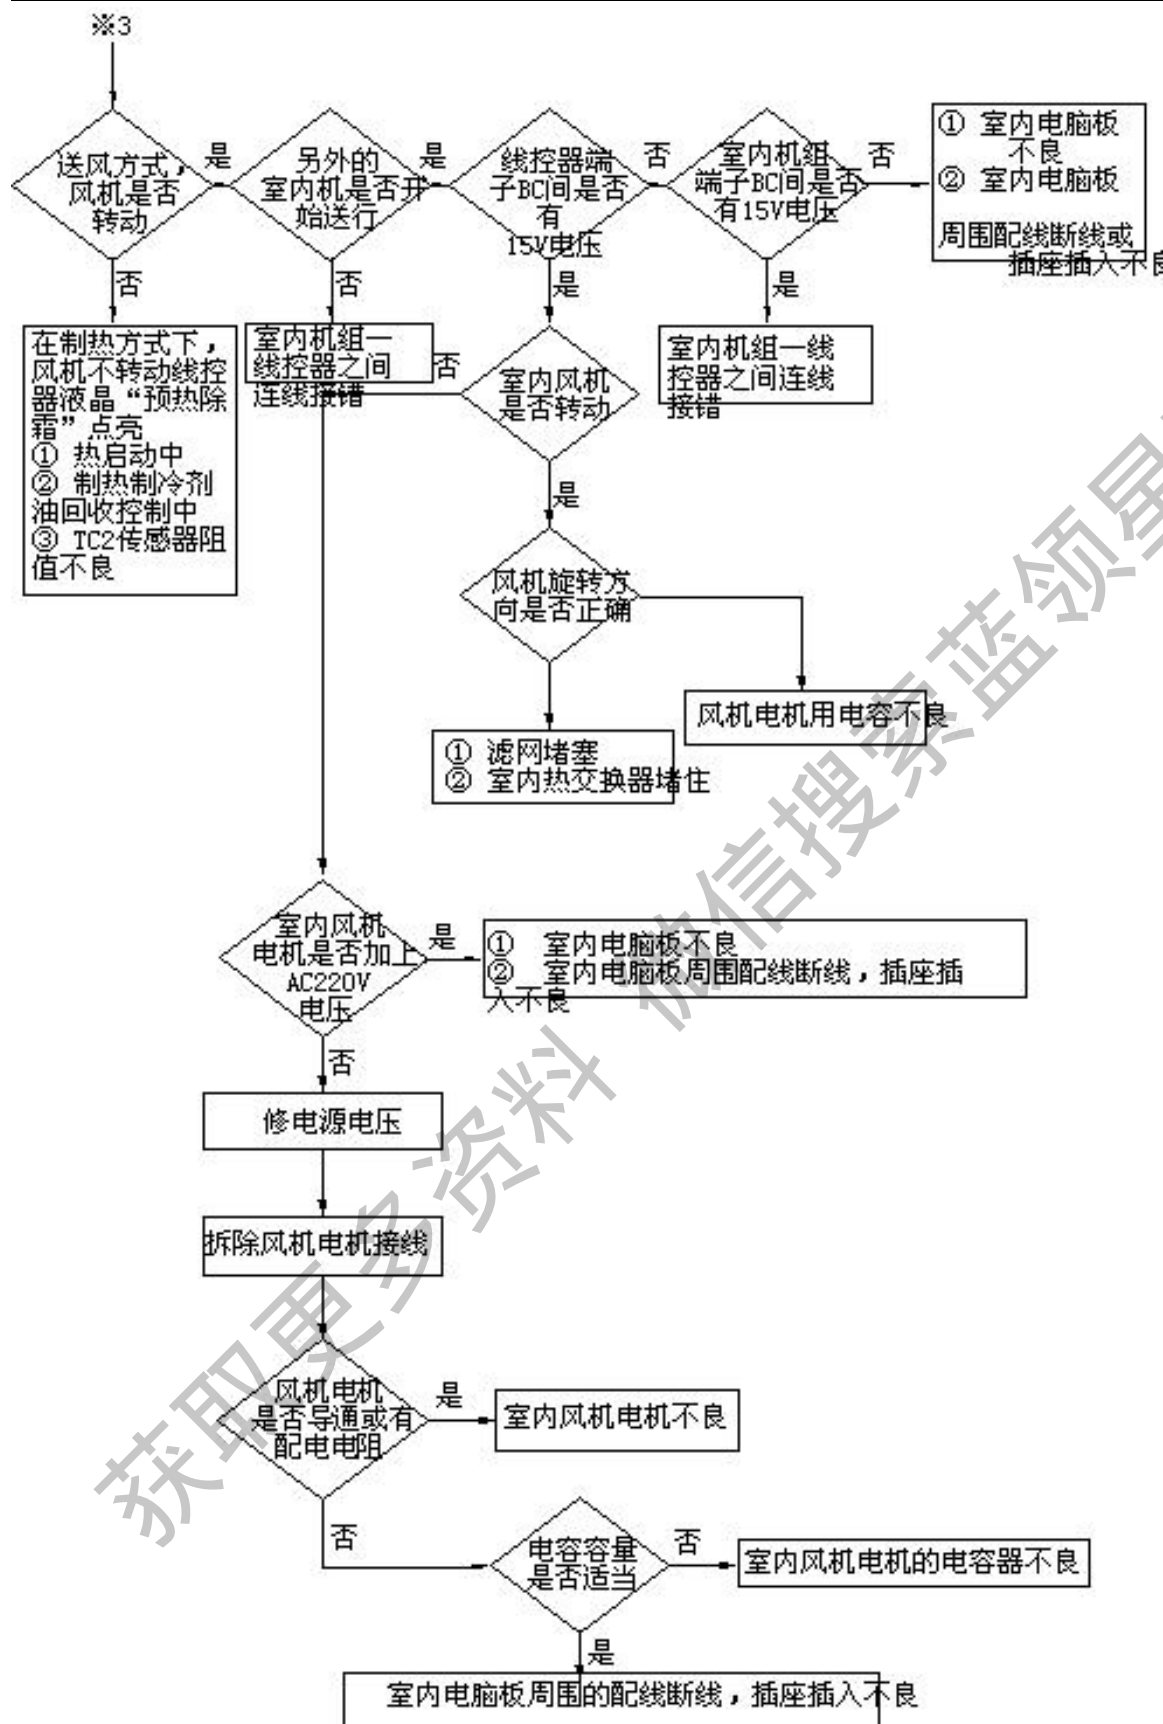 ※3
送风方式，
风机是否
转动
是
否
在制热方式下，
风机不转动线控
器液晶“预热除
霜”点亮
① 热启动中
② 制热制冷剂
油回收控制中
③ TC2传感器阻
值不良
另外的
室内机是否开
始送行
是
否
室内机组一
线控器之间
连线接错
线控器端
子BC间是否
有
15V电压
否
是
室内机组
端子BC间是否
有15V电压
否
是
① 室内电脑板
不良
② 室内电脑板
周围配线断线或
插座插入不良
室内机组一线
控器之间连线
接错
室内风机
是否转动
否
是
风机旋转方
向是否正确
风机电机用电容不良
① 滤网堵塞
② 室内热交换器堵住
室内风机
电机是否加上
AC220V
电压
是
① 室内电脑板不良
② 室内电脑板周围配线断线，插座插
入不良
否
修电源电压
拆除风机电机接线
风机电机
是否导通或有
配电电阻
是
室内风机电机不良
否
电容容量
是否适当
否
室内风机电机的电容器不良
是
室内电脑板周围的配线断线，插座插入不良
获取更多资料 微信搜索蓝领星